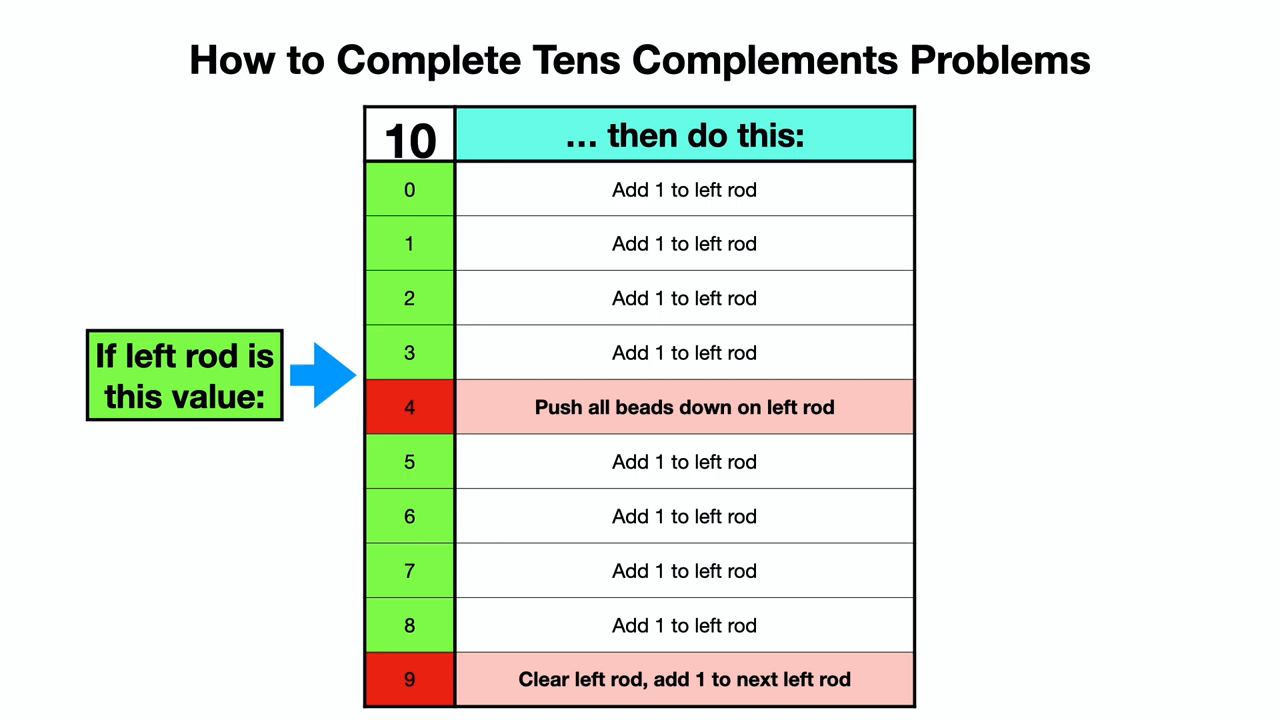 How to Complete Tens Complements Problems
10 ... then do this:
0 Add 1 to left rod
1 Add 1 to left rod
2 Add 1 to left rod
3 Add 1 to left rod
If left rod is
this value:
4 Push all beads down on left rod
5 Add 1 to left rod
6 Add 1 to left rod
7 Add 1 to left rod
8 Add 1 to left rod
9 Clear left rod, add 1 to next left rod